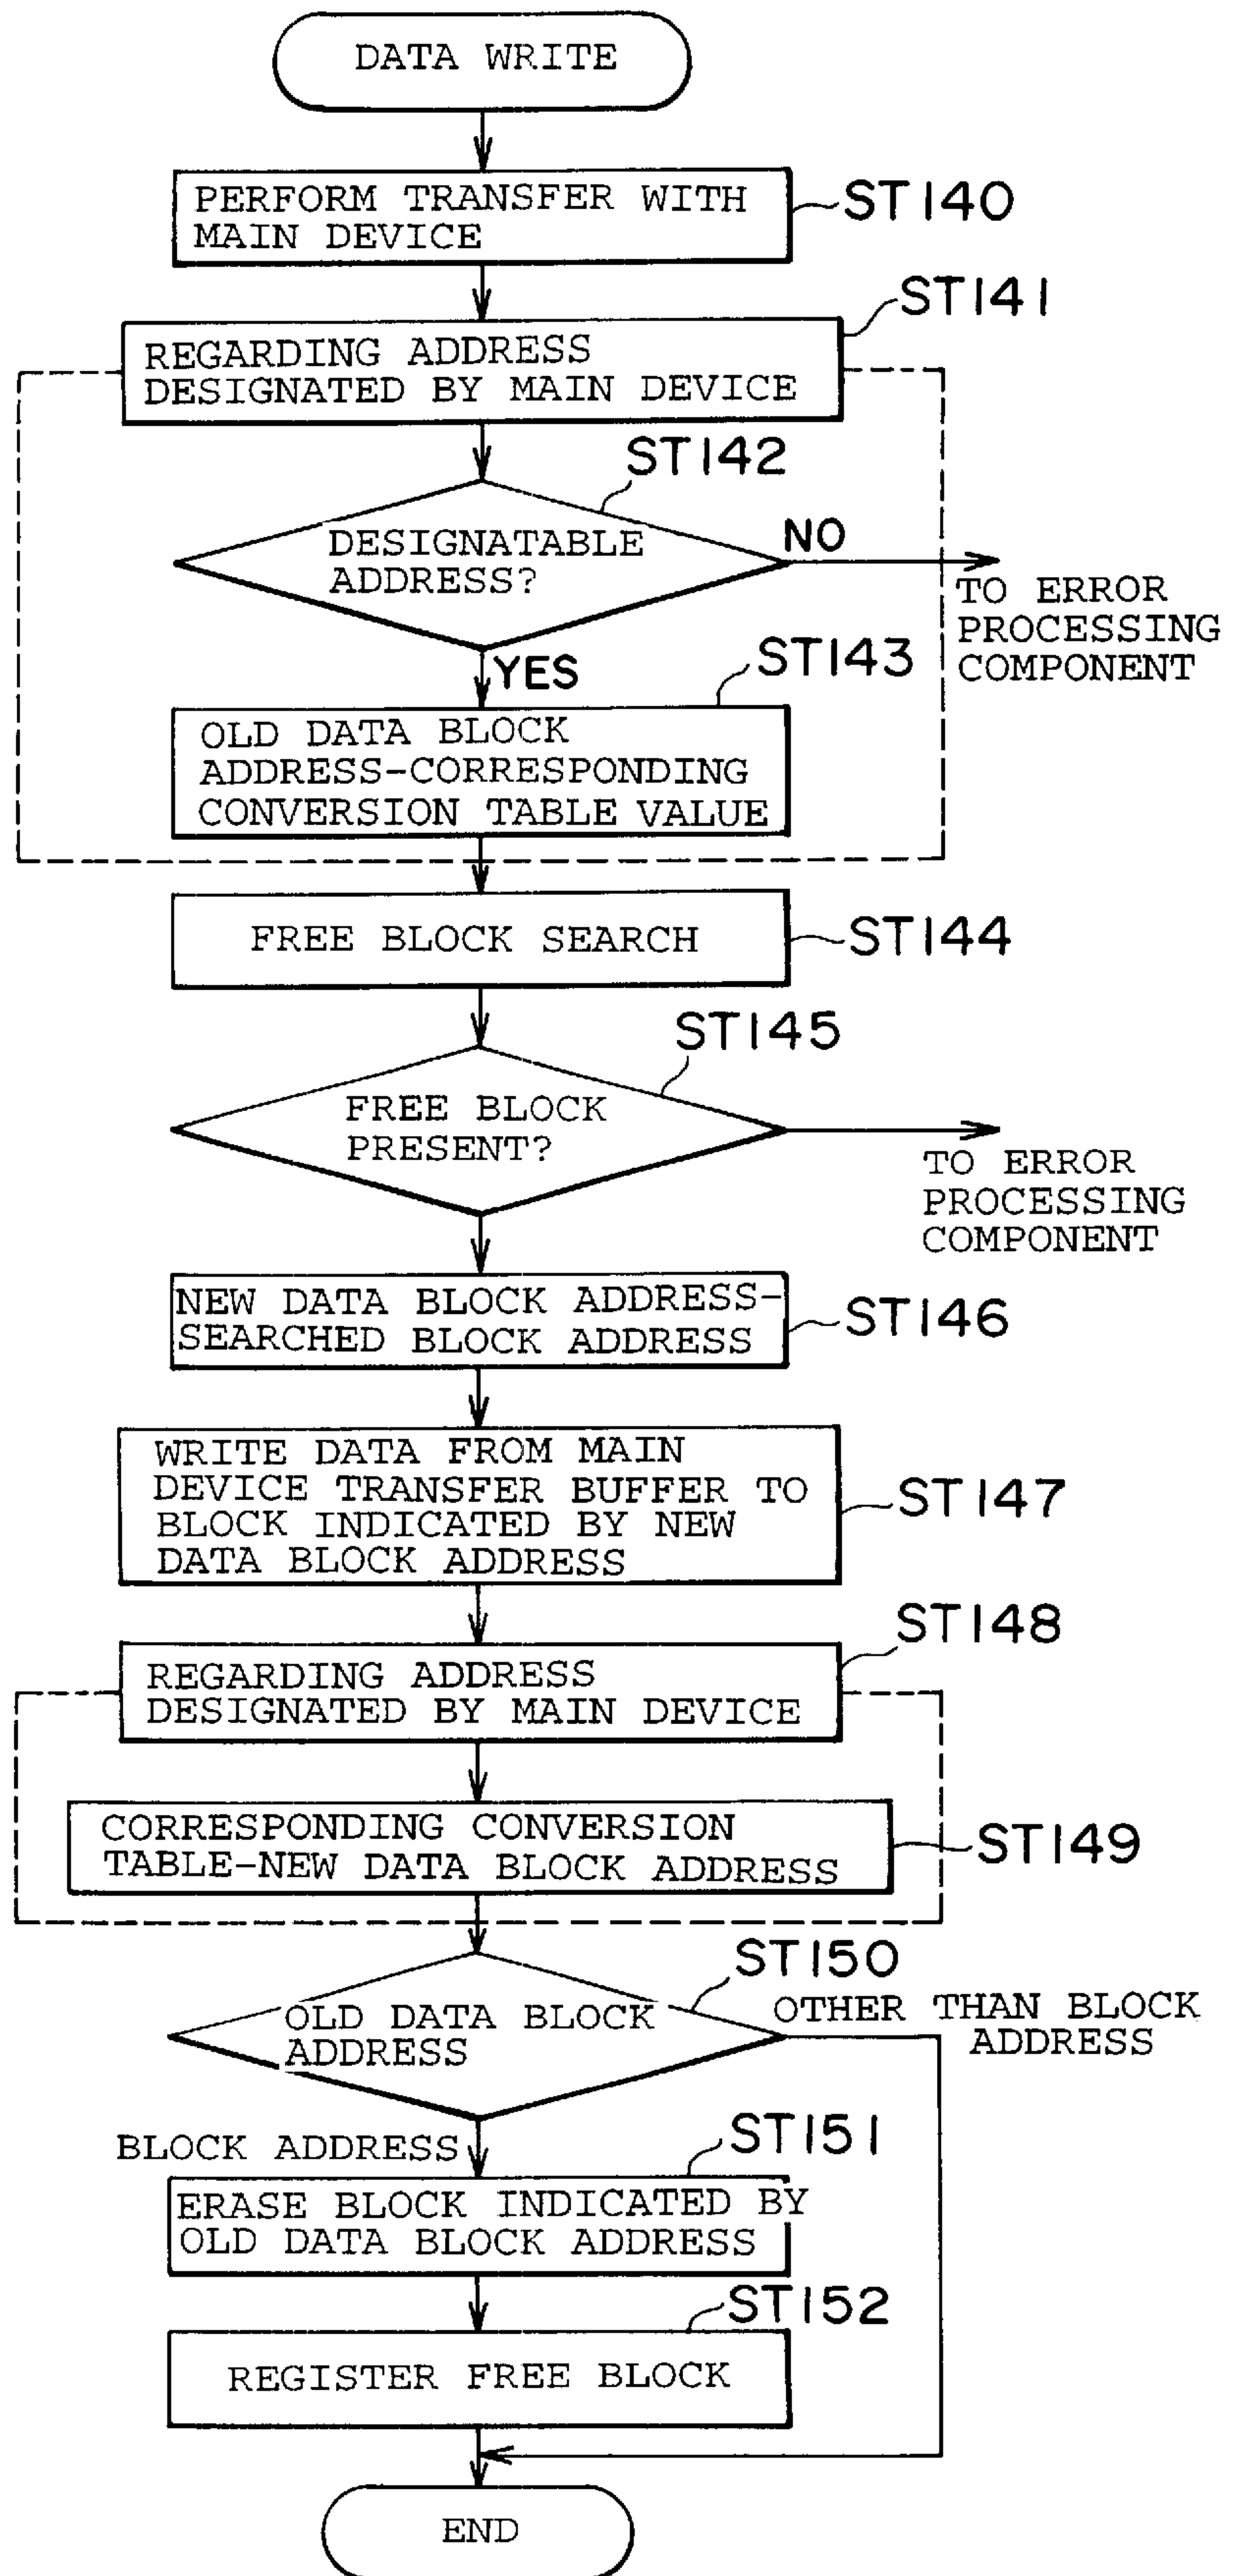 DATA WRITE
PERFORM TRANSFER WITH
MAIN DEVICE
ST140
ST141
REGARDING ADDRESS
DESIGNATED BY MAIN DEVICE
ST142
DESIGNATABLE
ADDRESS?
NO
TO ERROR
PROCESSING
COMPONENT
YES
ST143
OLD DATA BLOCK
ADDRESS-CORRESPONDING
CONVERSION TABLE VALUE
FREE BLOCK SEARCH
ST144
ST145
FREE BLOCK
PRESENT?
TO ERROR
PROCESSING
COMPONENT
NEW DATA BLOCK ADDRESS-
SEARCHED BLOCK ADDRESS
ST146
WRITE DATA FROM MAIN
DEVICE TRANSFER BUFFER TO
BLOCK INDICATED BY NEW
DATA BLOCK ADDRESS
ST147
ST148
REGARDING ADDRESS
DESIGNATED BY MAIN DEVICE
CORRESPONDING CONVERSION
TABLE-NEW DATA BLOCK ADDRESS
ST149
ST150
OLD DATA BLOCK
ADDRESS
OTHER THAN BLOCK
ADDRESS
BLOCK ADDRESS
ST151
ERASE BLOCK INDICATED BY
OLD DATA BLOCK ADDRESS
ST152
REGISTER FREE BLOCK
END